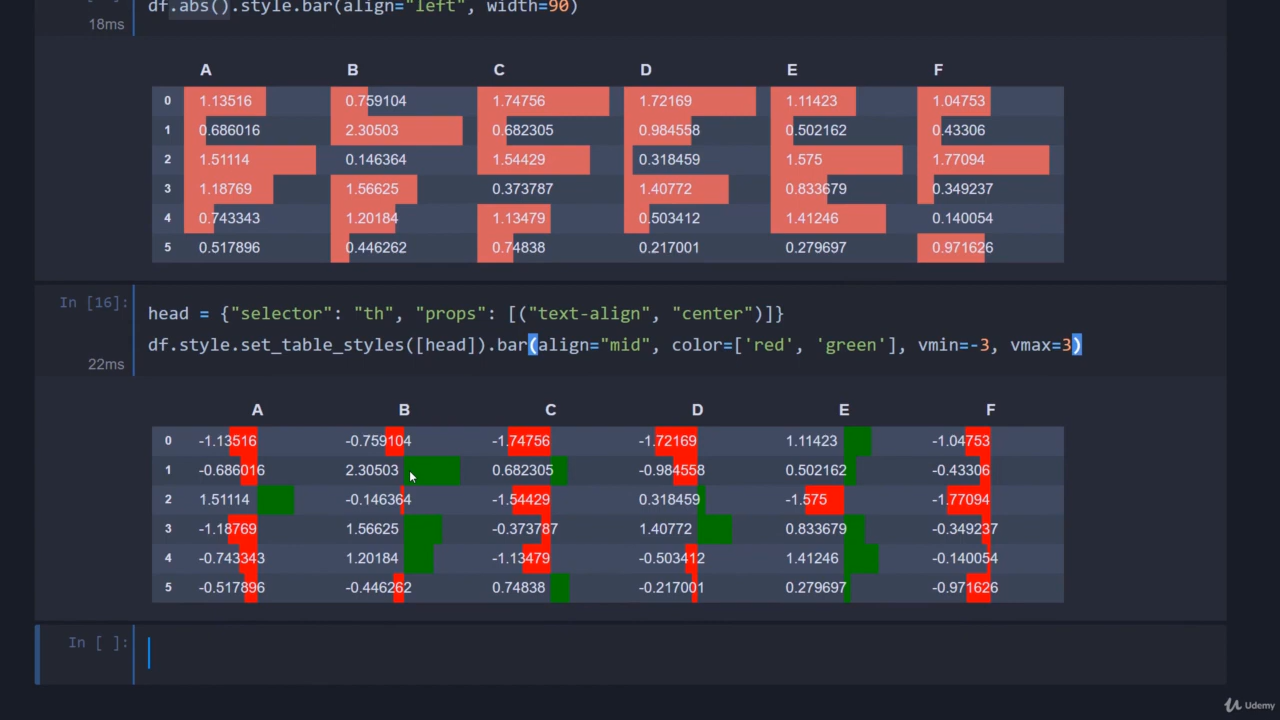 df.abs().style.bar(align="left", width=90)
18ms
A B C D E F
0 1.13516 0.759104 1.74756 1.72169 1.11423 1.04753
1 0.686016 2.30503 0.682305 0.984558 0.502162 0.43306
2 1.51114 0.146364 1.54429 0.318459 1.575 1.77094
3 1.18769 1.56625 0.373787 1.40772 0.833679 0.349237
4 0.743343 1.20184 1.13479 0.503412 1.41246 0.140054
5 0.517896 0.446262 0.74838 0.217001 0.279697 0.971626
In [16]:
head = {"selector": "th", "props": [("text-align", "center")]}
df.style.set_table_styles([head]).bar(align="mid", color=['red', 'green'], vmin=-3, vmax=3)
22ms
A B C D E F
0 -1.13516 -0.759104 -1.74756 -1.72169 1.11423 -1.04753
1 -0.686016 2.30503 0.682305 -0.984558 0.502162 -0.43306
2 1.51114 -0.146364 -1.54429 0.318459 -1.575 -1.77094
3 -1.18769 1.56625 -0.373787 1.40772 0.833679 -0.349237
4 -0.743343 1.20184 -1.13479 -0.503412 1.41246 -0.140054
5 -0.517896 -0.446262 0.74838 -0.217001 0.279697 -0.971626
In [ ]:
Udemy